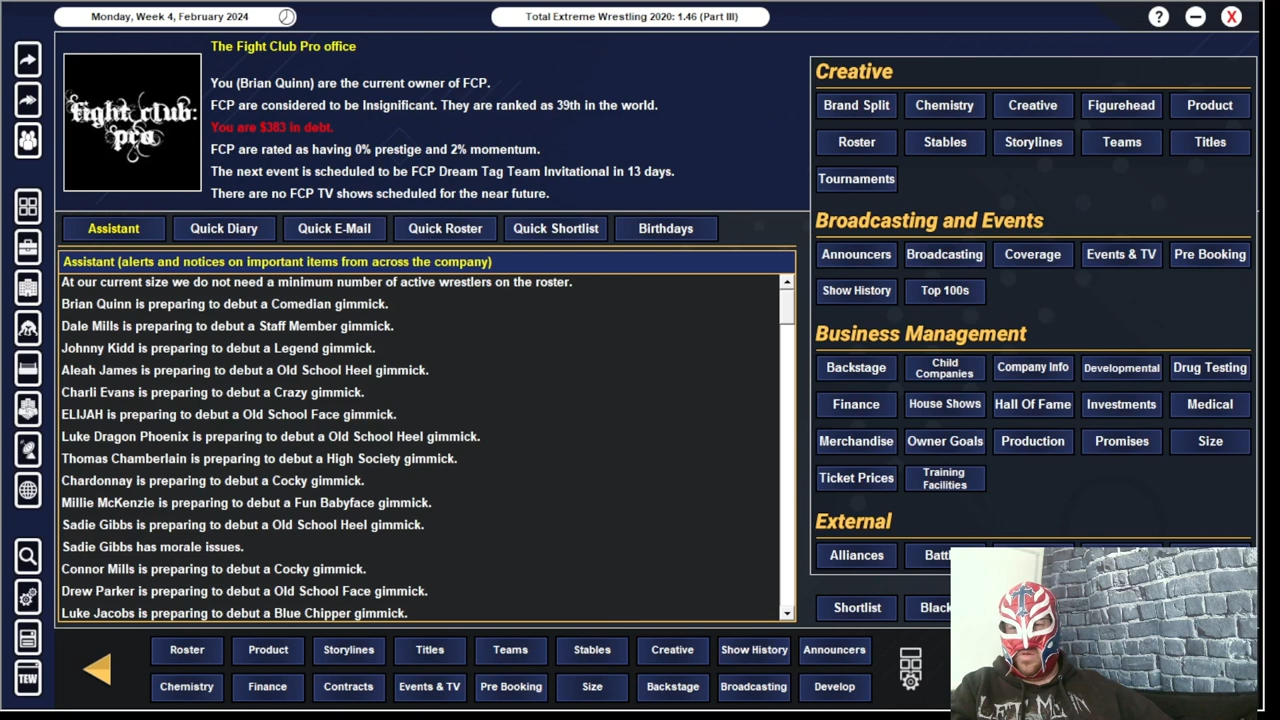 Monday, Week 4, February 2024
Total Extreme Wrestling 2020: 1.46 (Part III)
?
X
The Fight Club Pro office
fight club:
pro
You (Brian Quinn) are the current owner of FCP.
FCP are considered to be Insignificant. They are ranked as 39th in the world.
You are $383 in debt.
FCP are rated as having 0% prestige and 2% momentum.
The next event is scheduled to be FCP Dream Tag Team Invitational in 13 days.
There are no FCP TV shows scheduled for the near future.
Assistant
Quick Diary
Quick E-Mail
Quick Roster
Quick Shortlist
Birthdays
Assistant (alerts and notices on important items from across the company)
At our current size we do not need a minimum number of active wrestlers on the roster.
Brian Quinn is preparing to debut a Comedian gimmick.
Dale Mills is preparing to debut a Staff Member gimmick.
Johnny Kidd is preparing to debut a Legend gimmick.
Aleah James is preparing to debut a Old School Heel gimmick.
Charli Evans is preparing to debut a Crazy gimmick.
ELIJAH is preparing to debut a Old School Face gimmick.
Luke Dragon Phoenix is preparing to debut a Old School Heel gimmick.
Thomas Chamberlain is preparing to debut a High Society gimmick.
Chardonnay is preparing to debut a Cocky gimmick.
Millie McKenzie is preparing to debut a Fun Babyface gimmick.
Sadie Gibbs is preparing to debut a Old School Heel gimmick.
Sadie Gibbs has morale issues.
Connor Mills is preparing to debut a Cocky gimmick.
Drew Parker is preparing to debut a Old School Face gimmick.
Luke Jacobs is preparing to debut a Blue Chipper gimmick.
Creative
Brand Split Chemistry Creative Figurehead Product
Roster Stables Storylines Teams Titles
Tournaments
Broadcasting and Events
Announcers Broadcasting Coverage Events & TV Pre Booking
Show History Top 100s
Business Management
Backstage Child Companies Company Info Developmental Drug Testing
Finance House Shows Hall Of Fame Investments Medical
Merchandise Owner Goals Production Promises Size
Ticket Prices Training Facilities
External
Alliances
Shortlist
TEW
Roster Product Storylines Titles Teams Stables Creative Show History Announcers
Chemistry Finance Contracts Events & TV Pre Booking Size Backstage Broadcasting Develop